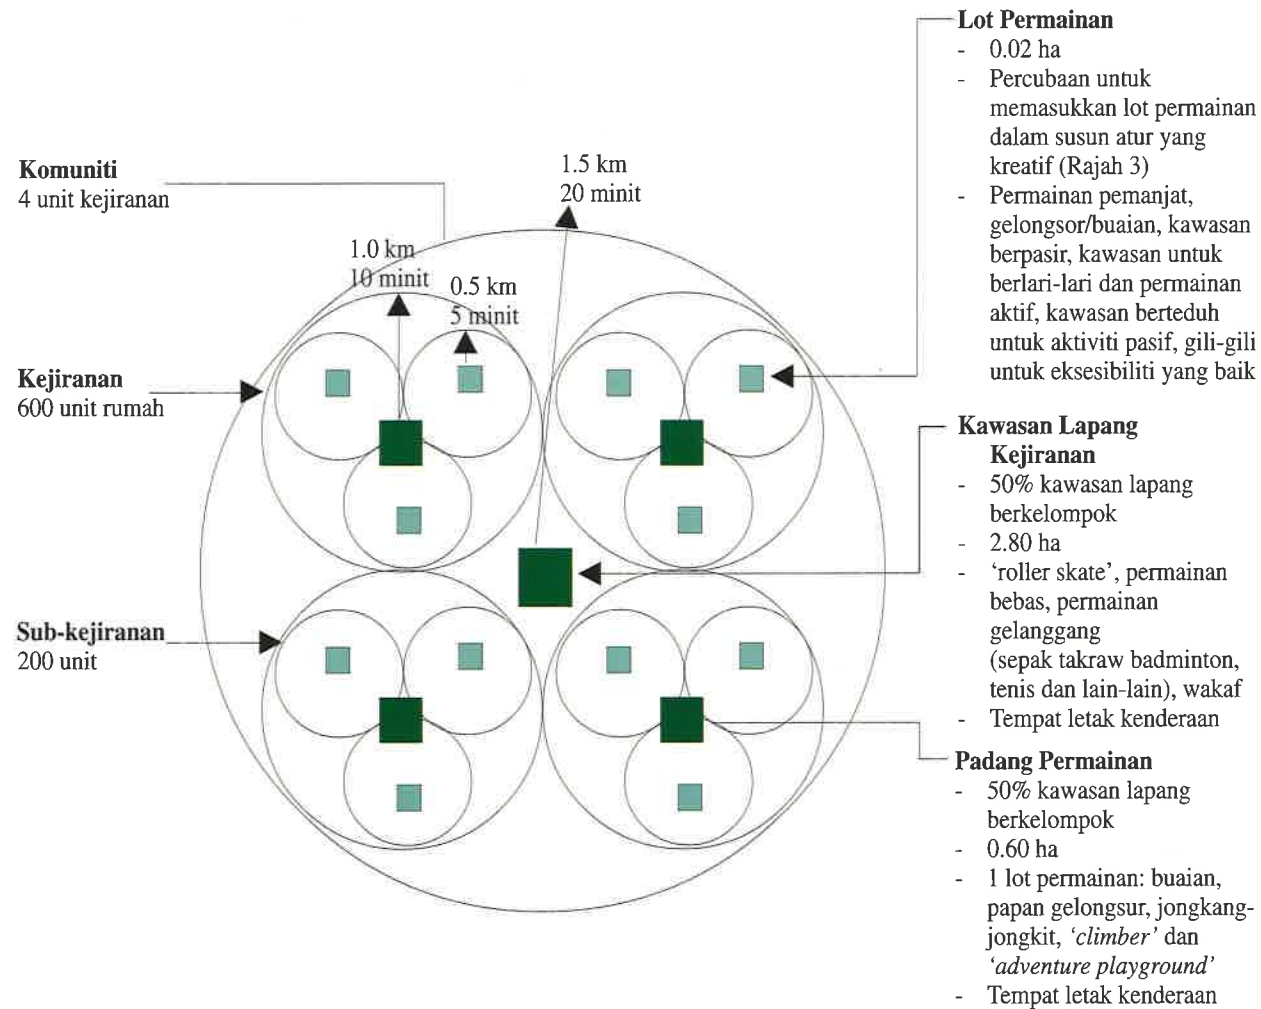 Lot Permainan
- 0.02 ha
- Percubaan untuk
memasukkan lot permainan
dalam susun atur yang
kreatif (Rajah 3)
- Permainan pemanjat,
gelongsor/buaian, kawasan
berpasir, kawasan untuk
berlari-lari dan permainan
aktif, kawasan berteduh
untuk aktiviti pasif, gili-gili
untuk eksesibiliti yang baik
Komuniti
4 unit kejiranan
1.5 km
20 minit
1.0 km
10 minit
0.5 km
5 minit
Kejiranan
600 unit rumah
Kawasan Lapang
Kejiranan
- 50% kawasan lapang
berkelompok
- 2.80 ha
- ‘roller skate’, permainan
bebas, permainan
gelanggang
(sepak takraw badminton,
tenis dan lain-lain), wakaf
- Tempat letak kenderaan
Sub-kejiranan
200 unit
Padang Permainan
- 50% kawasan lapang
berkelompok
- 0.60 ha
- 1 lot permainan: buaian,
papan gelongsur, jongkang-
jongkit, ‘climber’ dan
‘adventure playground’
- Tempat letak kenderaan